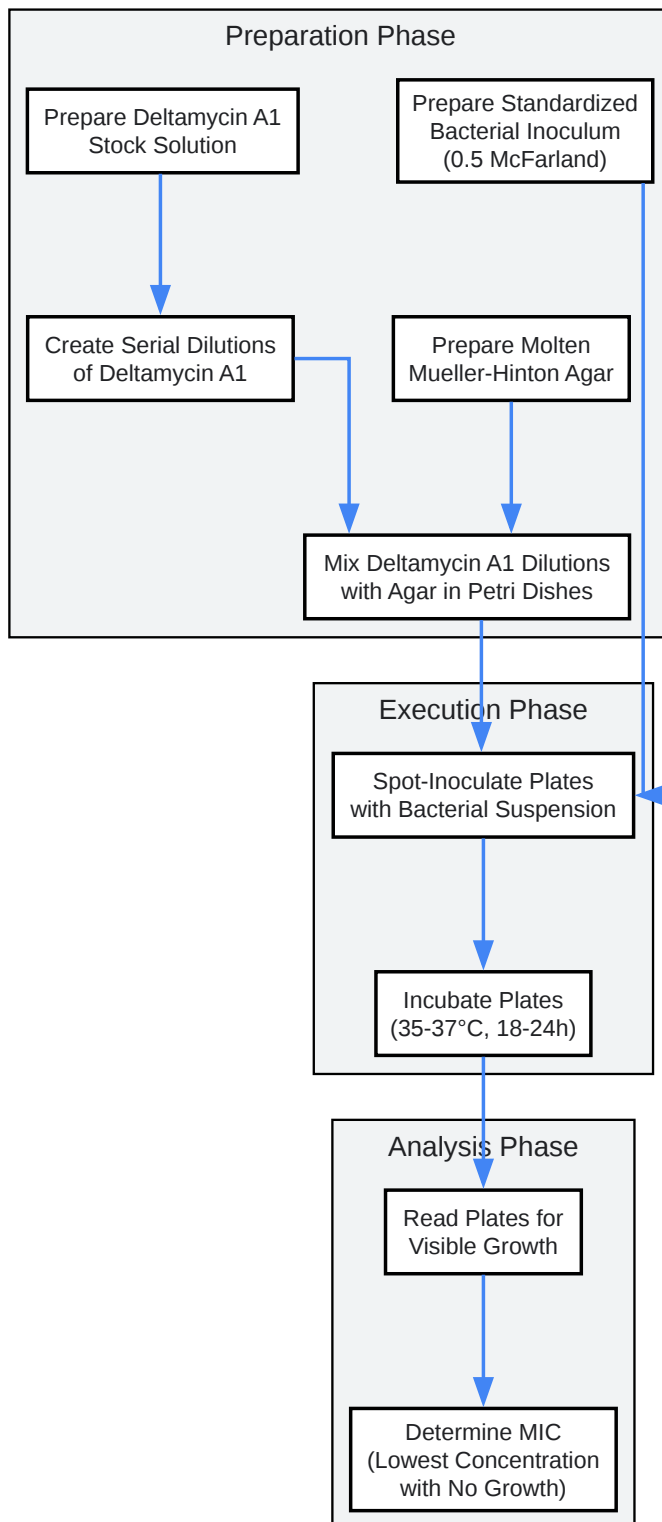 Preparation Phase
Prepare Deltamycin A1
Stock Solution
Prepare Standardized
Bacterial Inoculum
(0.5 McFarland)
Create Serial Dilutions
of Deltamycin A1
Prepare Molten
Mueller-Hinton Agar
Mix Deltamycin A1 Dilutions
with Agar in Petri Dishes
Execution Phase
Spot-Inoculate Plates
with Bacterial Suspension
Incubate Plates
(35-37°C, 18-24h)
Analysis Phase
Read Plates for
Visible Growth
Determine MIC
(Lowest Concentration
with No Growth)